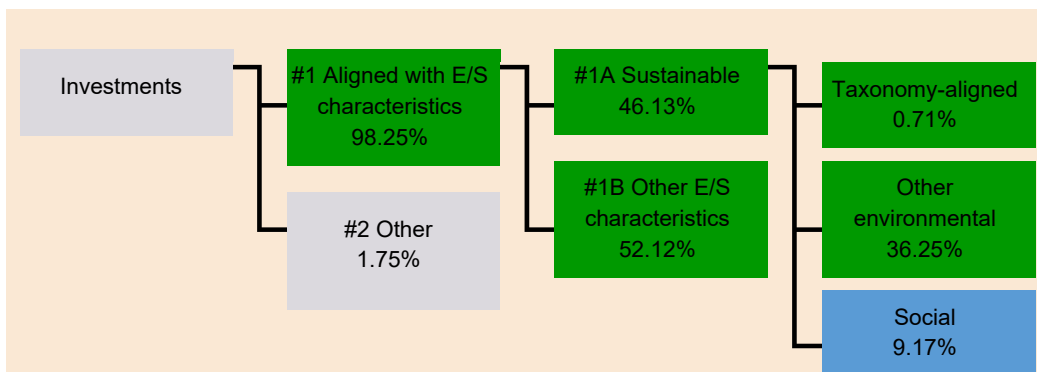 Investments
#1 Aligned with E/S
characteristics
98.25%
#2 Other
1.75%
#1A Sustainable
46.13%
#1B Other E/S
characteristics
52.12%
Taxonomy-aligned
0.71%
Other
environmental
36.25%
Social
9.17%